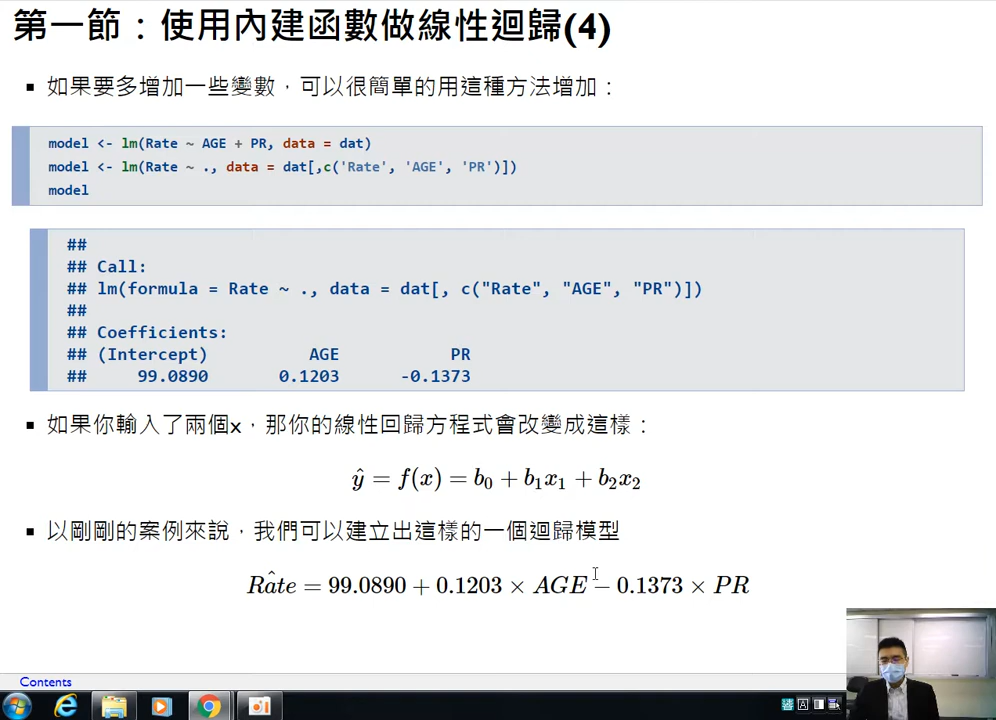 第一節：使用內建函數做線性迴歸(4)
▪ 如果要多增加一些變數，可以很簡單的用這種方法增加：
model <- lm(Rate ~ AGE + PR, data = dat)
model <- lm(Rate ~ ., data = dat[,c('Rate', 'AGE', 'PR')])
model
##
## Call:
## lm(formula = Rate ~ ., data = dat[, c("Rate", "AGE", "PR")])
##
## Coefficients:
## (Intercept)          AGE           PR
##     99.0890       0.1203      -0.1373
▪ 如果你輸入了兩個x，那你的線性回歸方程式會改變成這樣：
ŷ = f(x) = b₀ + b₁x₁ + b₂x₂
▪ 以剛剛的案例來說，我們可以建立出這樣的一個迴歸模型
Raˆte = 99.0890 + 0.1203 × AGE − 0.1373 × PR
Contents